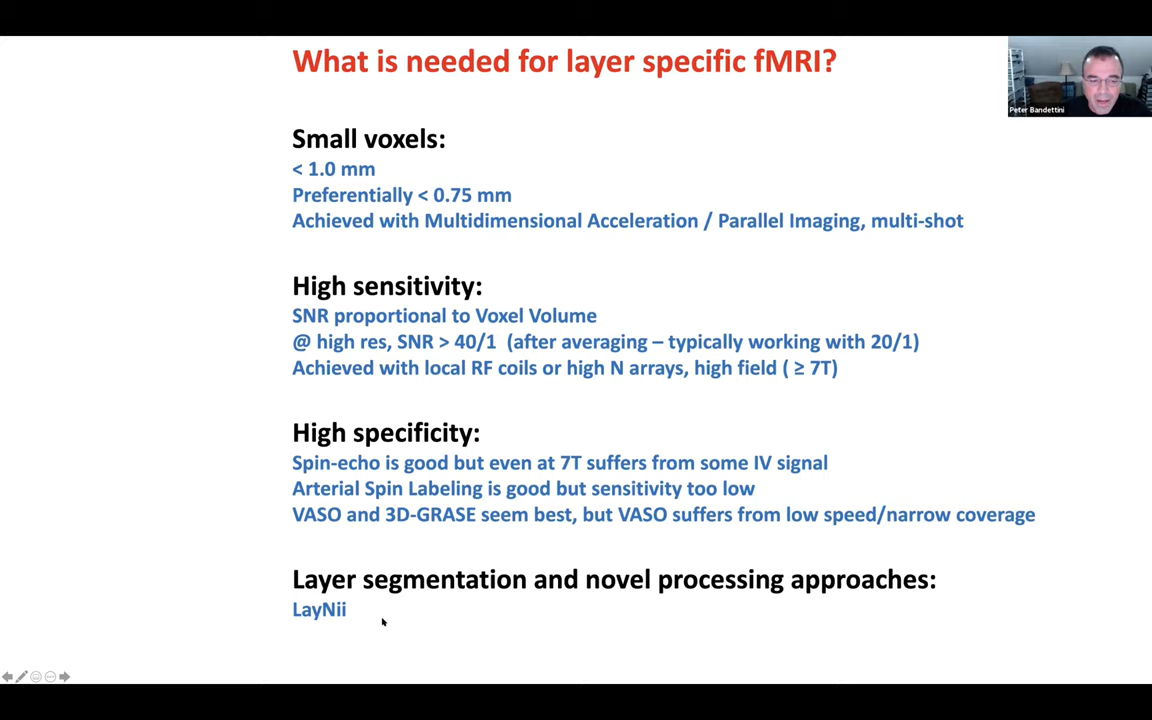 What is needed for layer specific fMRI?
Peter Bandettini
Small voxels:
< 1.0 mm
Preferentially < 0.75 mm
Achieved with Multidimensional Acceleration / Parallel Imaging, multi-shot
High sensitivity:
SNR proportional to Voxel Volume
@ high res, SNR > 40/1 (after averaging – typically working with 20/1)
Achieved with local RF coils or high N arrays, high field ( ≥ 7T)
High specificity:
Spin-echo is good but even at 7T suffers from some IV signal
Arterial Spin Labeling is good but sensitivity too low
VASO and 3D-GRASE seem best, but VASO suffers from low speed/narrow coverage
Layer segmentation and novel processing approaches:
LayNii